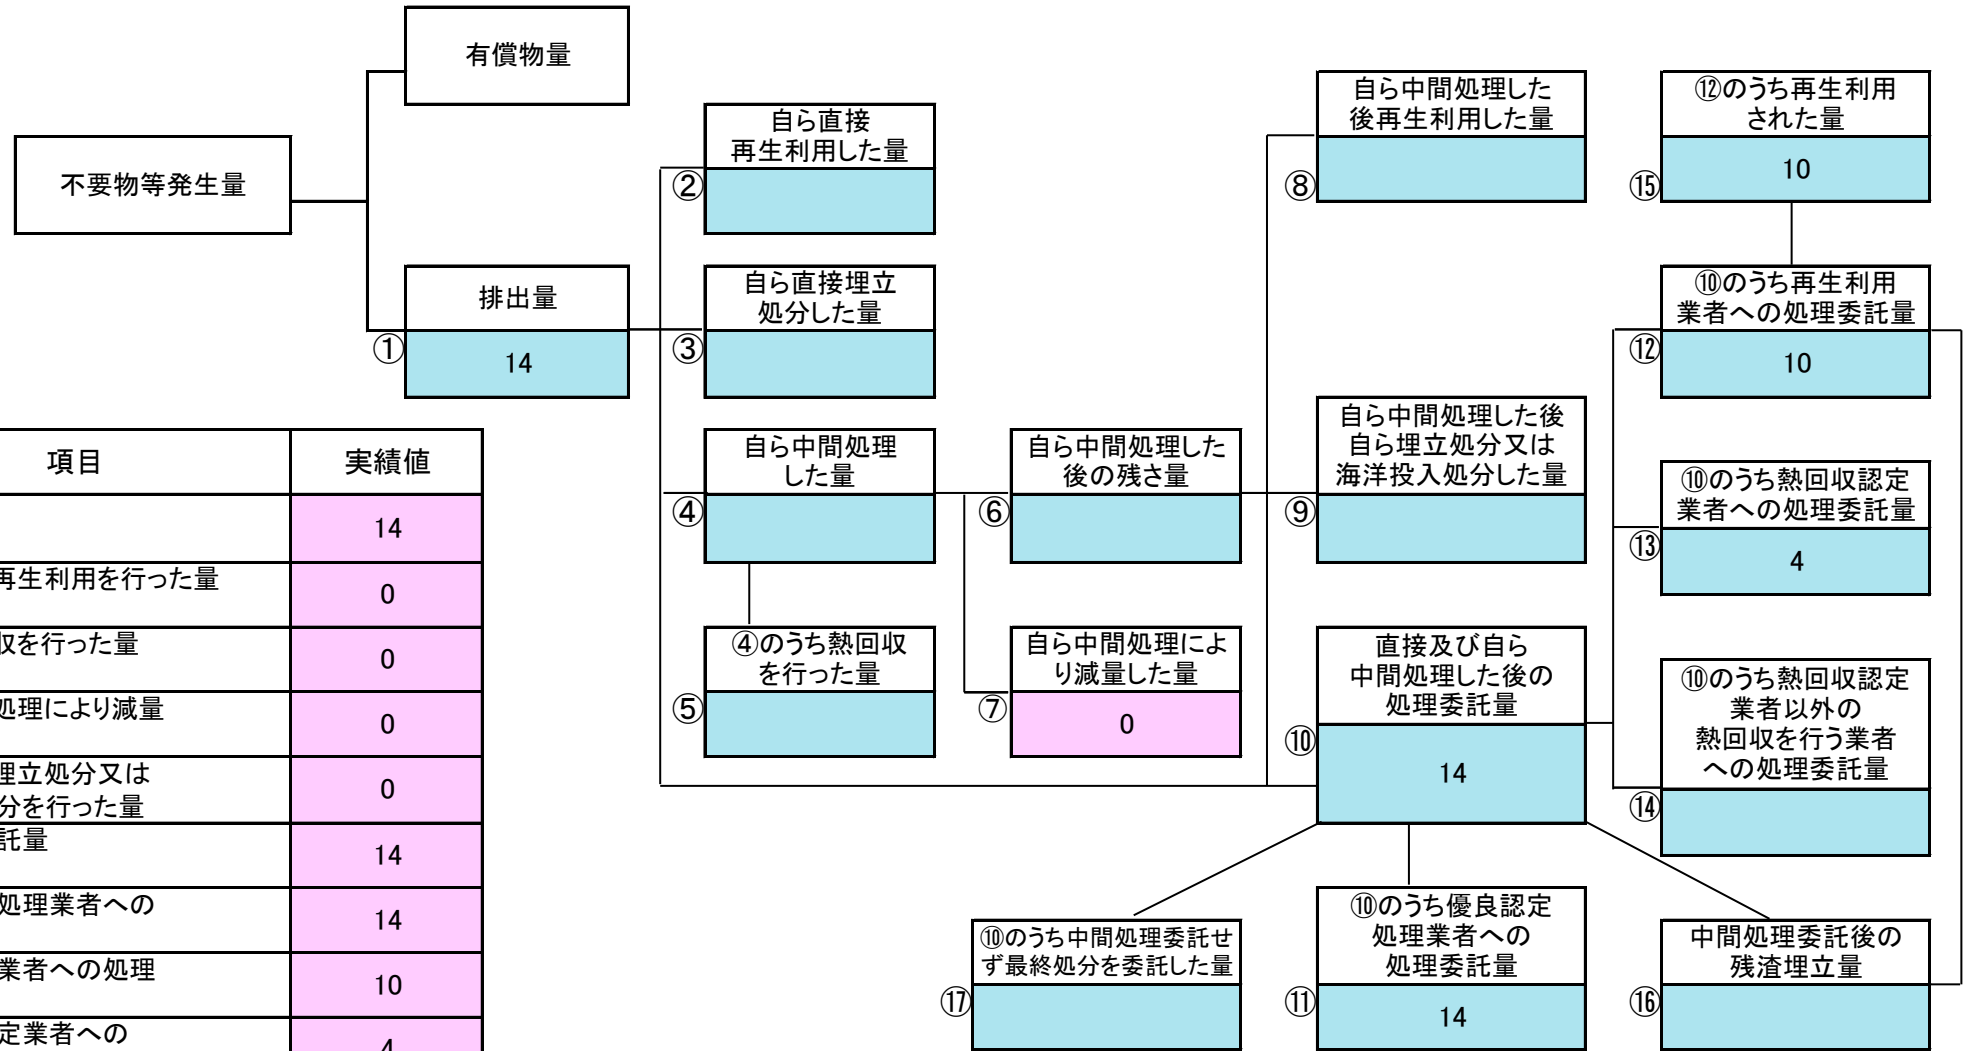 有償物量
不要物等発生量
排出量
①
14
自ら直接
再生利用した量
②
自ら直接埋立
処分した量
③
自ら中間処理
した量
④
④のうち熱回収
を行った量
⑤
自ら中間処理した
後の残さ量
⑥
自ら中間処理によ
り減量した量
⑦
0
自ら中間処理した
後再生利用した量
⑧
自ら中間処理した後
自ら埋立処分又は
海洋投入処分した量
⑨
直接及び自ら
中間処理した後の
処理委託量
⑩
14
⑫のうち再生利用
された量
⑮
10
⑩のうち再生利用
業者への処理委託量
⑫
10
⑩のうち熱回収認定
業者への処理委託量
⑬
4
⑩のうち熱回収認定
業者以外の
熱回収を行う業者
への処理委託量
⑭
⑩のうち中間処理委託せ
ず最終処分を委託した量
⑰
⑩のうち優良認定
処理業者への
処理委託量
⑪
14
中間処理委託後の
残渣埋立量
⑯
項目
実績値
14
再生利用を行った量
0
収を行った量
0
処理により減量
0
埋立処分又は
分を行った量
0
託量
14
処理業者への
14
業者への処理
10
定業者への
4